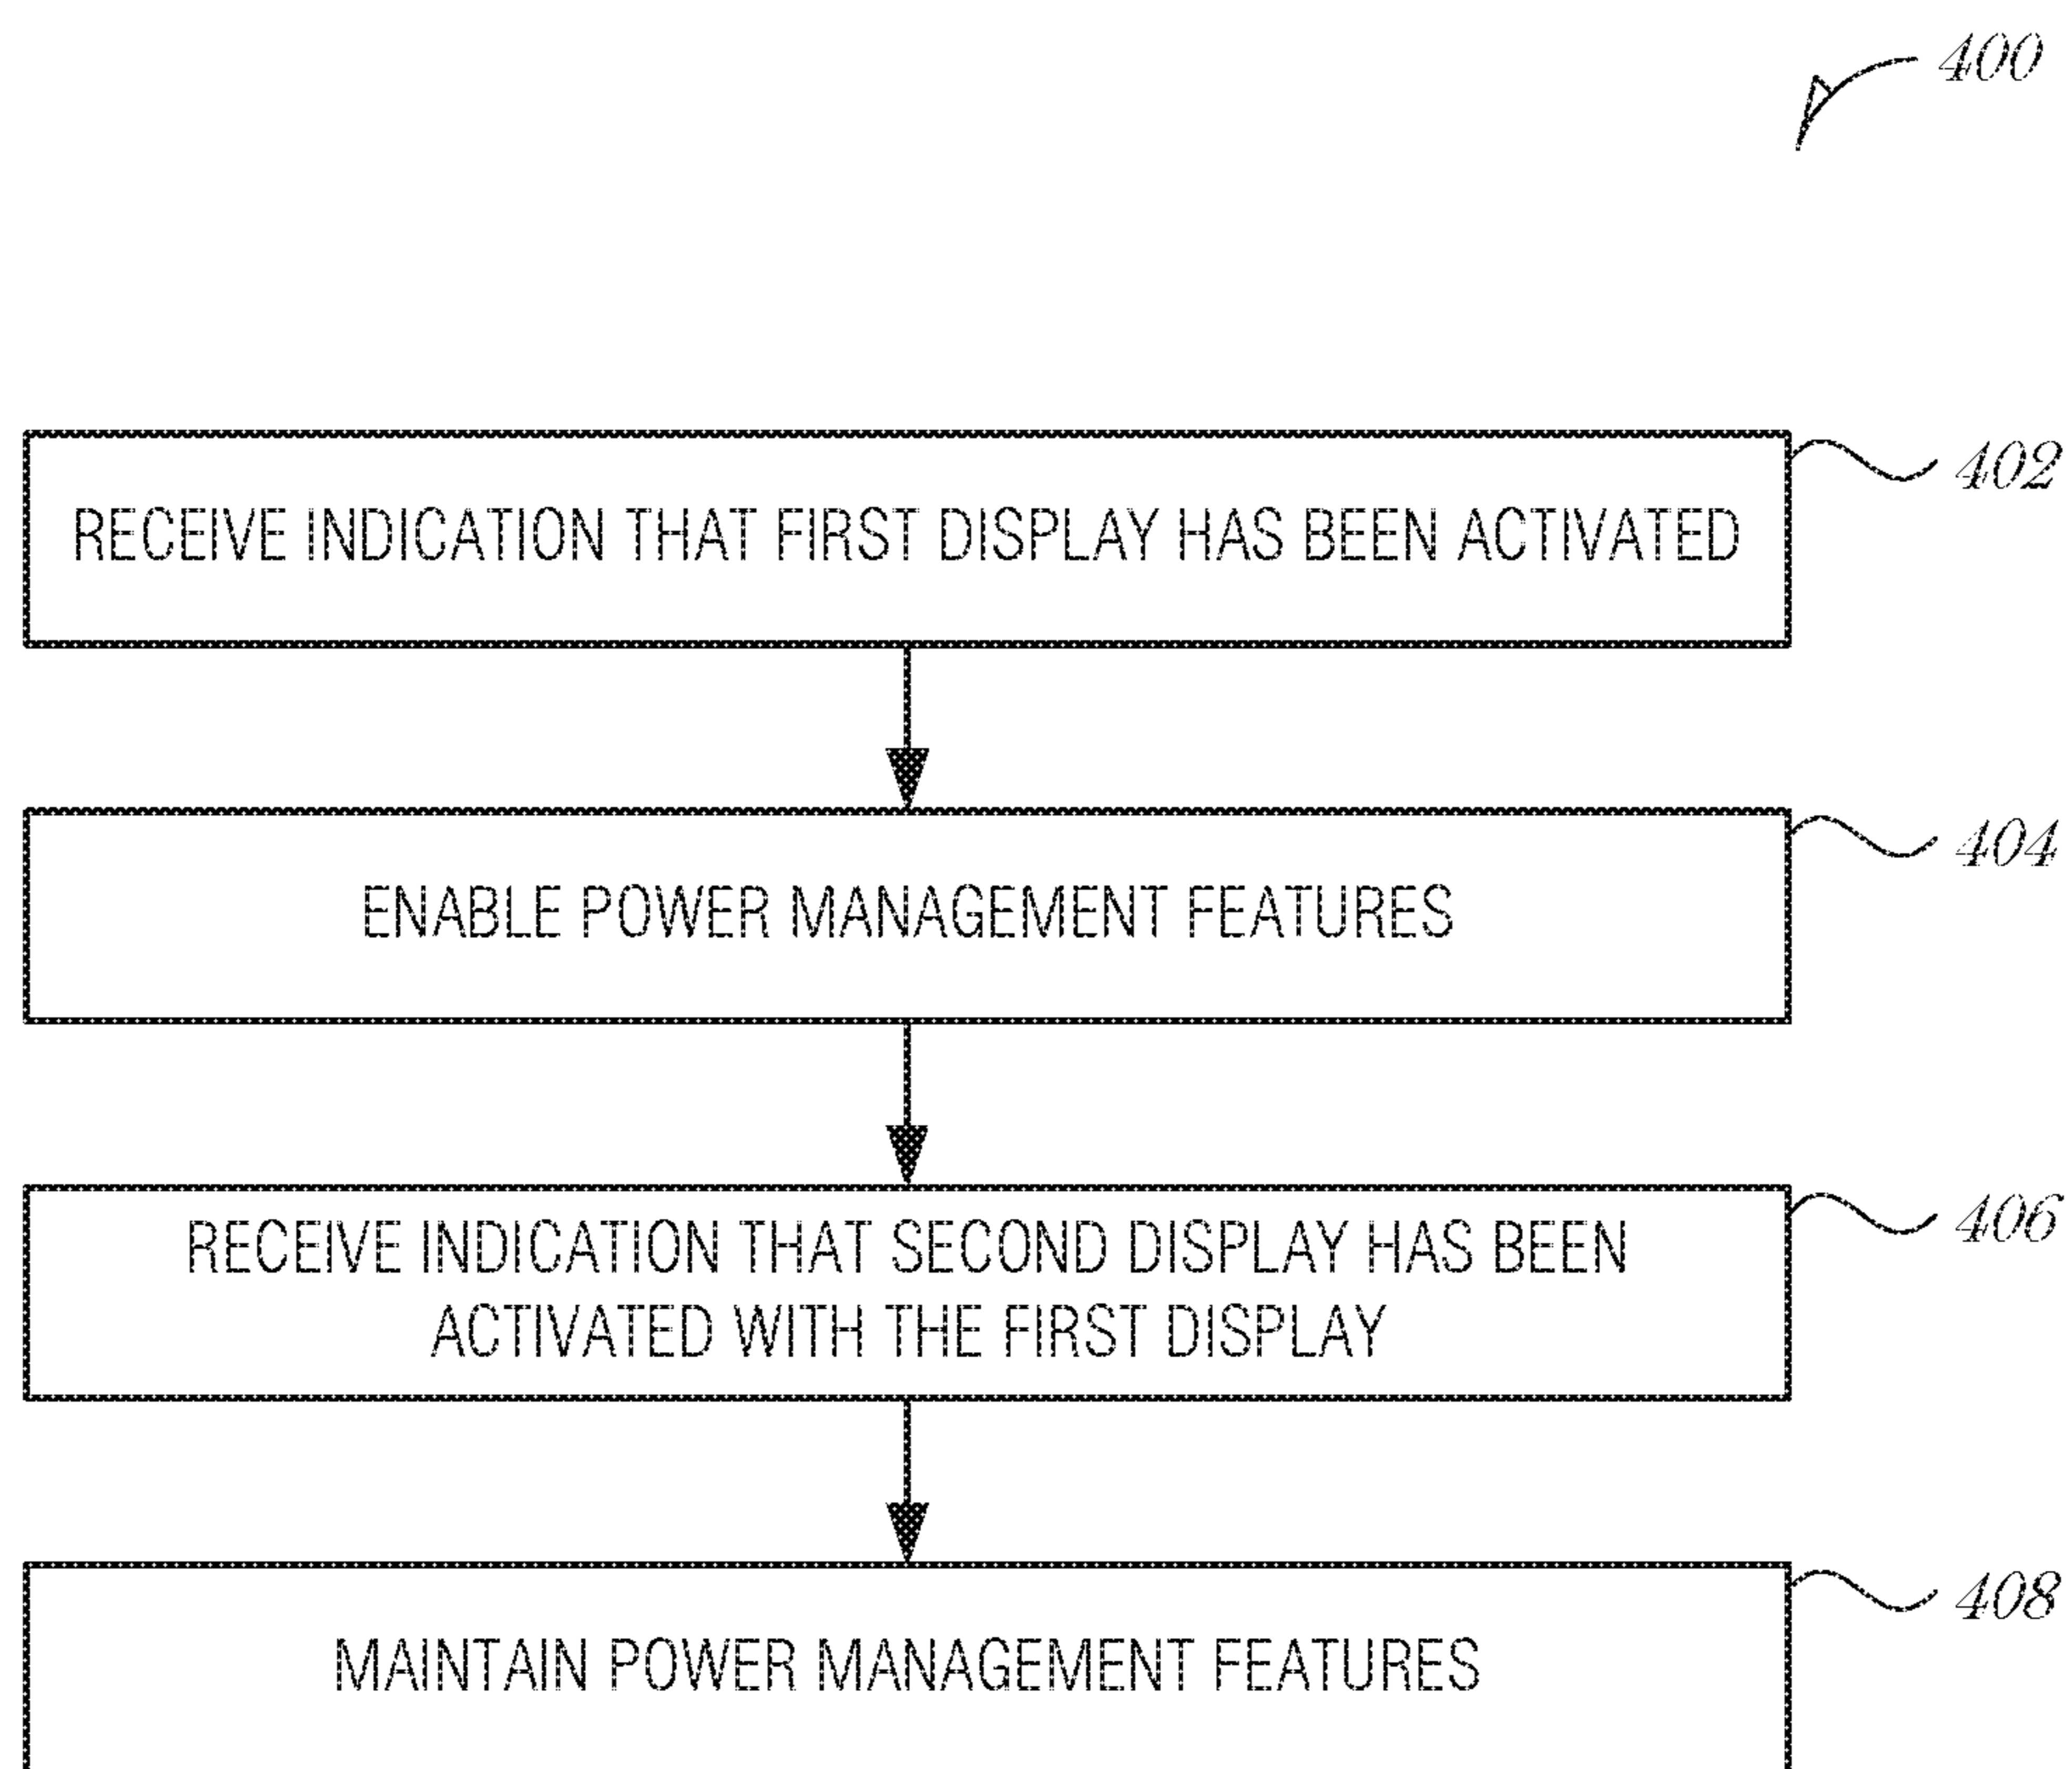 400
RECEIVE INDICATION THAT FIRST DISPLAY HAS BEEN ACTIVATED
402
ENABLE POWER MANAGEMENT FEATURES
404
RECEIVE INDICATION THAT SECOND DISPLAY HAS BEEN
ACTIVATED WITH THE FIRST DISPLAY
406
MAINTAIN POWER MANAGEMENT FEATURES
408